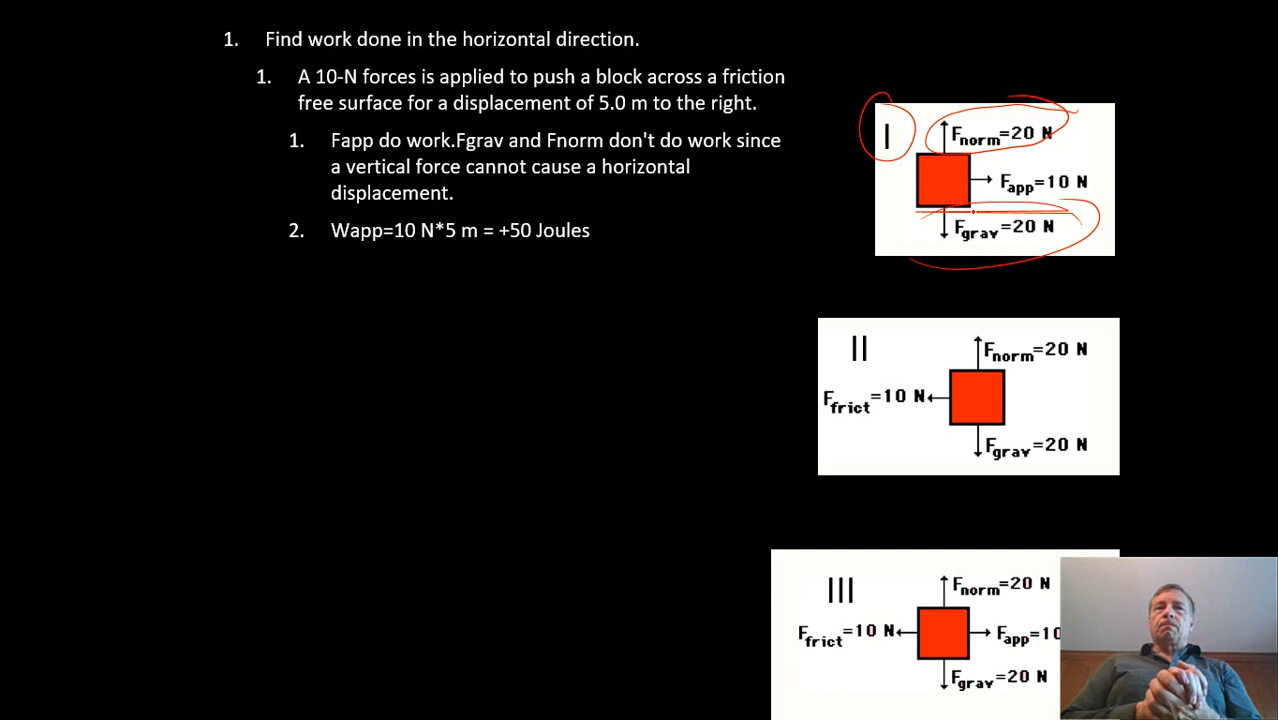 1. Find work done in the horizontal direction.
1. A 10-N forces is applied to push a block across a friction
free surface for a displacement of 5.0 m to the right.
1. Fapp do work.Fgrav and Fnorm don't do work since
a vertical force cannot cause a horizontal
displacement.
2. Wapp=10 N*5 m = +50 Joules
|
Fnorm=20 N
Fapp=10 N
Fgrav=20 N
||
Fnorm=20 N
Ffrict=10 N
Fgrav=20 N
|||
Fnorm=20 N
Ffrict=10 N
Fapp=10
Fgrav=20 N